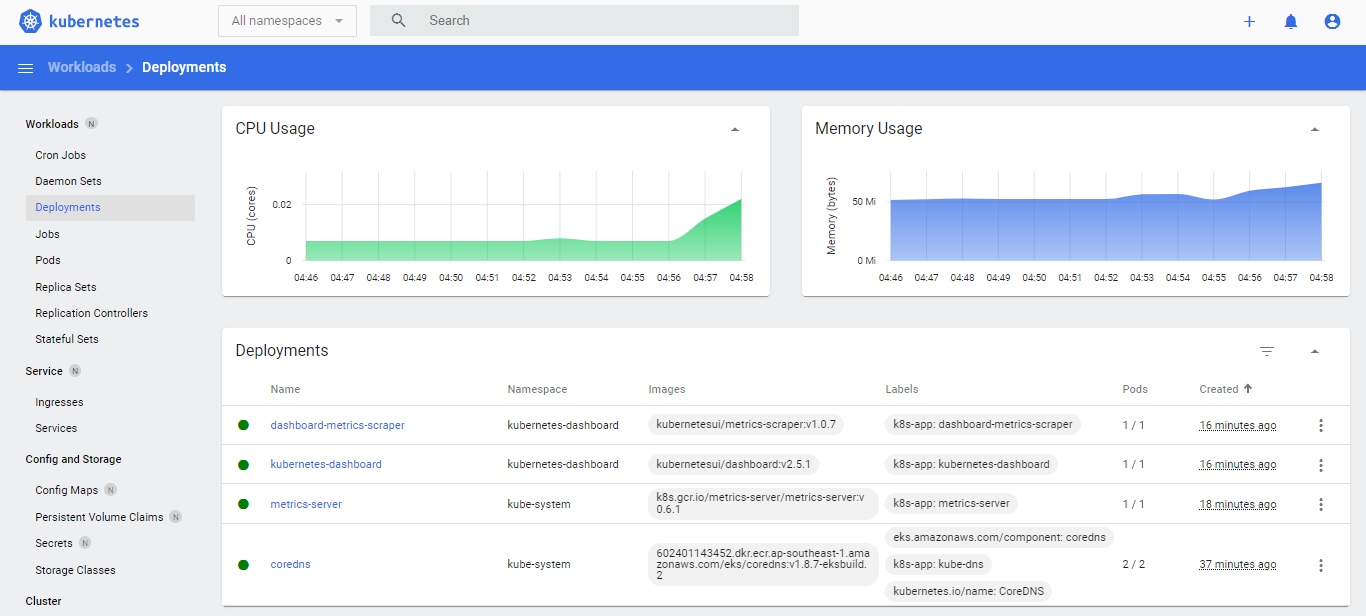 kubernetes
All namespaces
Search
Workloads > Deployments
Workloads N
Cron Jobs
Daemon Sets
Deployments
Jobs
Pods
Replica Sets
Replication Controllers
Stateful Sets
Service N
Ingresses
Services
Config and Storage
Config Maps N
Persistent Volume Claims N
Secrets N
Storage Classes
Cluster
CPU Usage
CPU (cores)
0.02
0
04:46 04:47 04:48 04:49 04:50 04:51 04:52 04:53 04:54 04:55 04:56 04:57 04:58
Memory Usage
Memory (bytes)
50 Mi
0 Mi
04:46 04:47 04:48 04:49 04:50 04:51 04:52 04:53 04:54 04:55 04:56 04:57 04:58
Deployments
Name Namespace Images Labels Pods Created
dashboard-metrics-scraper kubernetes-dashboard kubernetesui/metrics-scraper:v1.0.7 k8s-app: dashboard-metrics-scraper 1 / 1 16 minutes ago
kubernetes-dashboard kubernetes-dashboard kubernetesui/dashboard:v2.5.1 k8s-app: kubernetes-dashboard 1 / 1 16 minutes ago
metrics-server kube-system k8s.gcr.io/metrics-server/metrics-server:v
0.6.1 k8s-app: metrics-server 1 / 1 18 minutes ago
coredns kube-system 602401143452.dkr.ecr.ap-southeast-1.ama
zonaws.com/eks/coredns:v1.8.7-eksbuild.
2
eks.amazonaws.com/component: coredns
k8s-app: kube-dns
kubernetes.io/name: CoreDNS
2 / 2 37 minutes ago